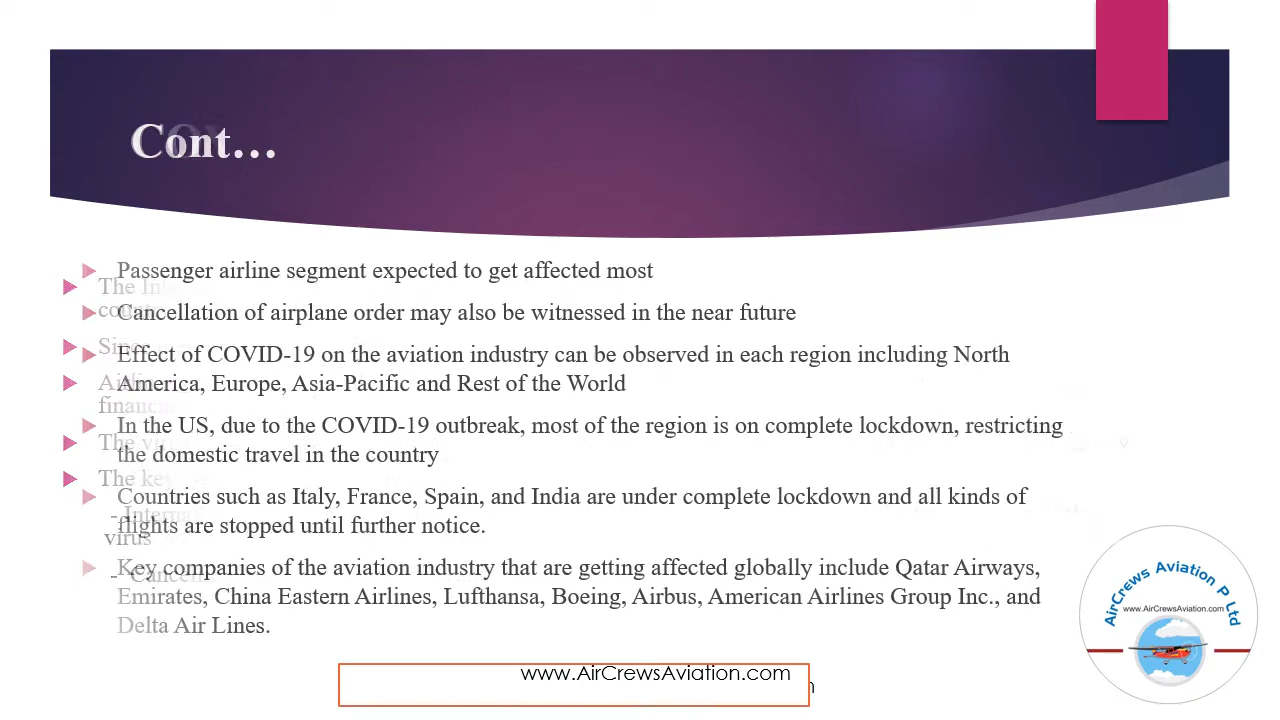 Cont…
Passenger airline segment expected to get affected most
Cancellation of airplane order may also be witnessed in the near future
Effect of COVID-19 on the aviation industry can be observed in each region including North
America, Europe, Asia-Pacific and Rest of the World
In the US, due to the COVID-19 outbreak, most of the region is on complete lockdown, restricting
the domestic travel in the country
Countries such as Italy, France, Spain, and India are under complete lockdown and all kinds of
flights are stopped until further notice.
Key companies of the aviation industry that are getting affected globally include Qatar Airways,
Emirates, China Eastern Airlines, Lufthansa, Boeing, Airbus, American Airlines Group Inc., and
Delta Air Lines.
The
The
The key
virus
AirCrews Aviation P Ltd
www.AirCrewsAviation.com
www.AirCrewsAviation.com